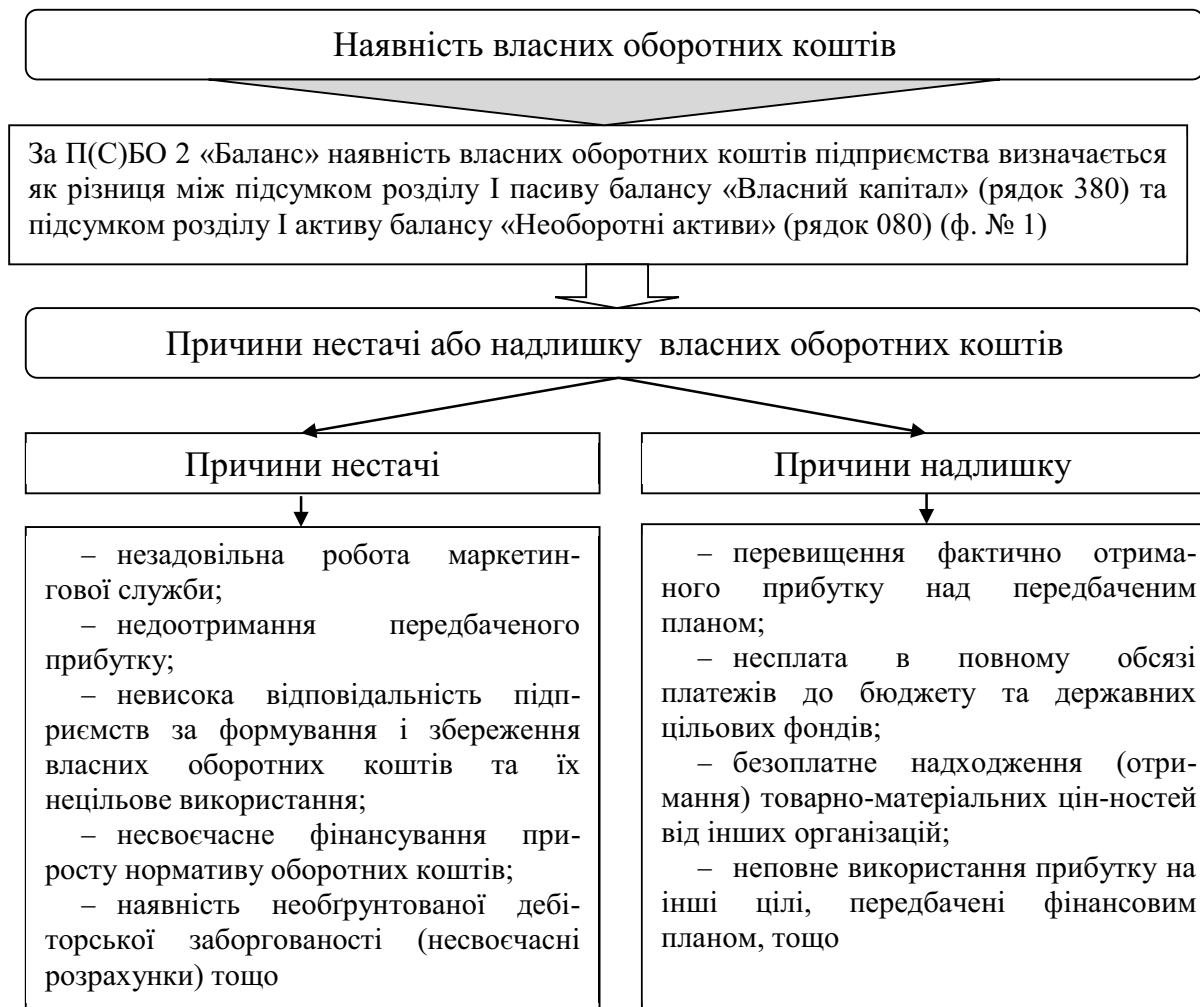 Наявність власних оборотних коштів
За П(С)БО 2 «Баланс» наявність власних оборотних коштів підприємства визначається
як різниця між підсумком розділу І пасиву балансу «Власний капітал» (рядок 380) та
підсумком розділу І активу балансу «Необоротні активи» (рядок 080) (ф. № 1)
Причини нестачі або надлишку власних оборотних коштів
Причини нестачі
– незадовільна робота маркетин-
гової служби;
– недоотримання передбаченого
прибутку;
– невисока відповідальність підп-
риємств за формування і збереження
власних оборотних коштів та їх
нецільове використання;
– несвоєчасне фінансування при-
росту нормативу оборотних коштів;
– наявність необґрунтованої дебі-
торської заборгованості (несвоєчасні
розрахунки) тощо
Причини надлишку
– перевищення фактично отрима-
ного прибутку над передбаченим
планом;
– несплата в повному обсязі
платежів до бюджету та державних
цільових фондів;
– безоплатне надходження (отри-
мання) товарно-матеріальних цін-ностей
від інших організацій;
– неповне використання прибутку на
інші цілі, передбачені фінансовим
планом, тощо